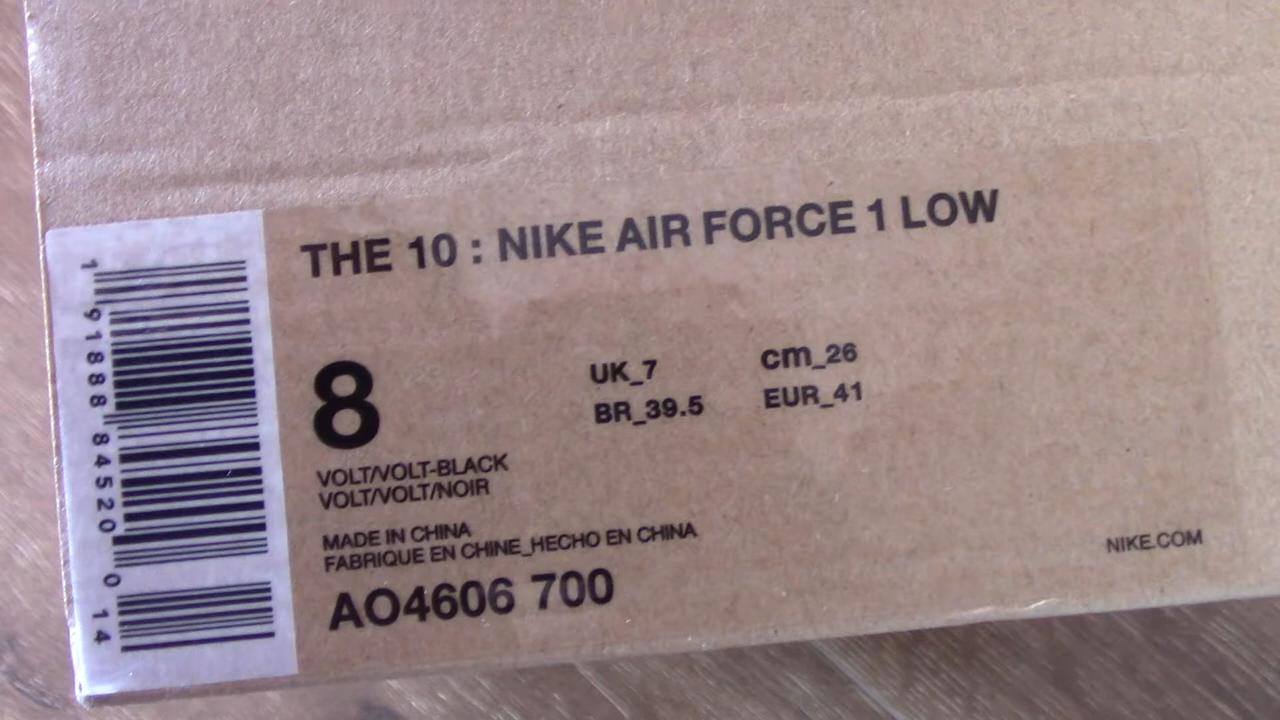 THE 10 : NIKE AIR FORCE 1 LOW
8
UK_7 cm_26
BR_39.5 EUR_41
VOLT/VOLT-BLACK
VOLT/VOLT/NOIR
MADE IN CHINA
FABRIQUE EN CHINE_HECHO EN CHINA
NIKE.COM
AO4606 700
1 91888 84520 0 14